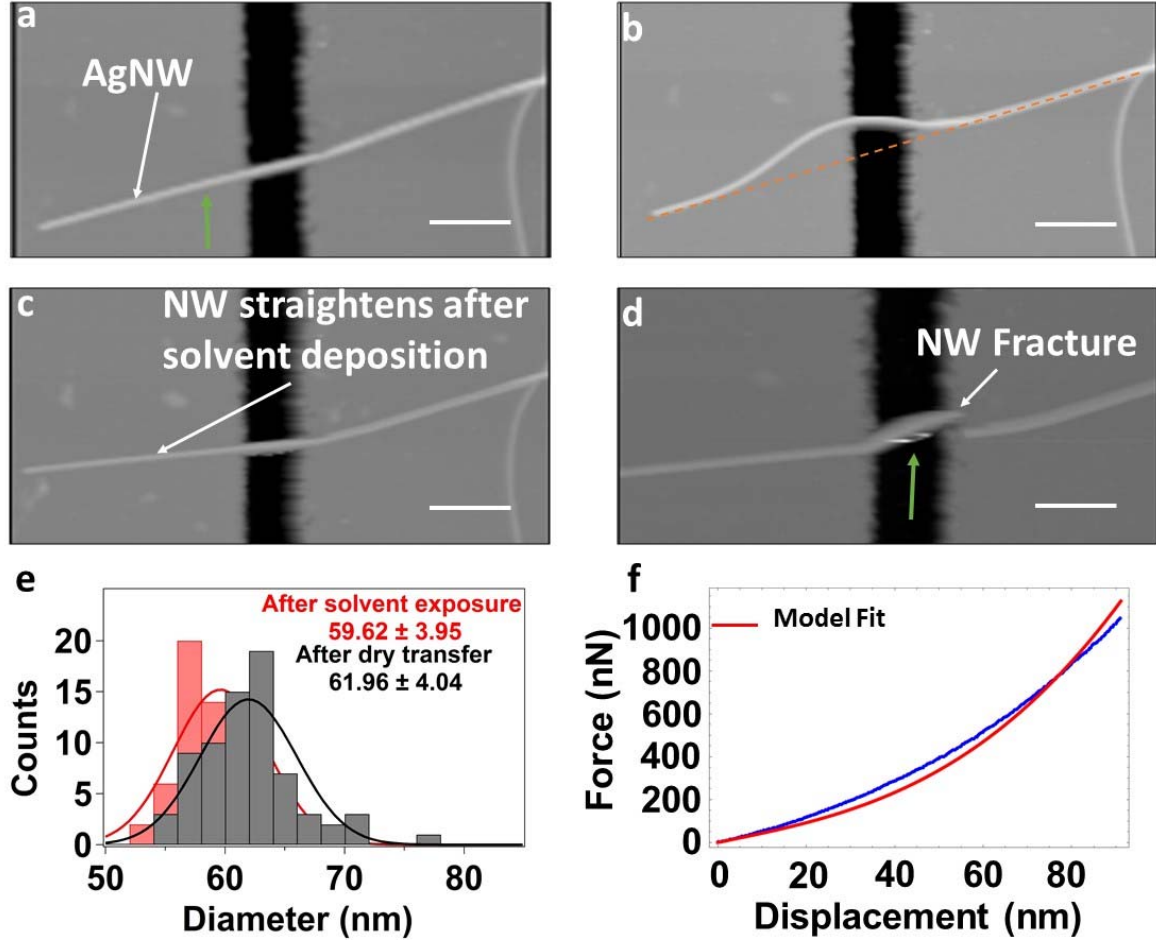 a
AgNW
b
c
NW straightens after
solvent deposition
d
NW Fracture
e
After solvent exposure
59.62 ± 3.95
After dry transfer
61.96 ± 4.04
Counts
20
15
10
5
0
50 60 70 80
Diameter (nm)
f
Model Fit
Force (nN)
1000
800
600
400
200
0
0 20 40 60 80
Displacement (nm)